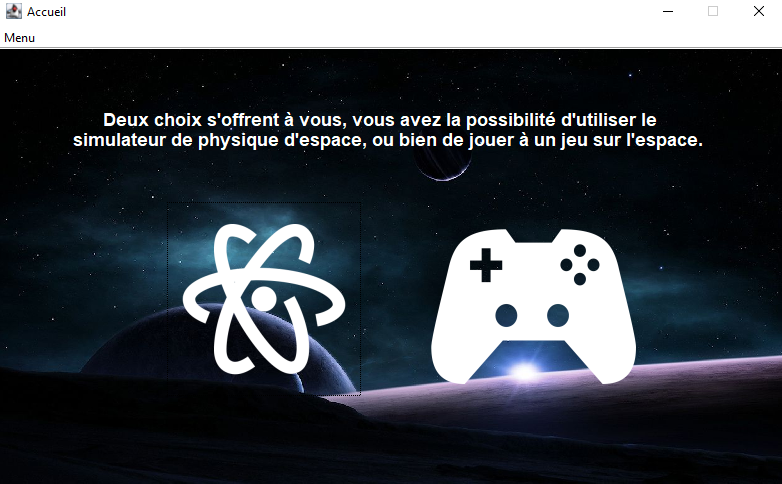 Accueil
Menu
Deux choix s'offrent à vous, vous avez la possibilité d'utiliser le
simulateur de physique d'espace, ou bien de jouer à un jeu sur l'espace.